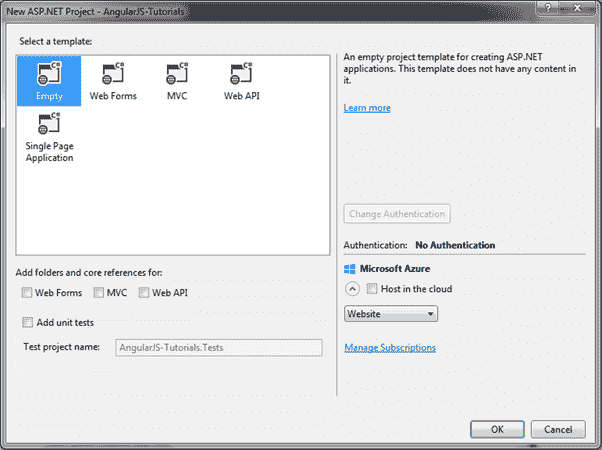 New ASP.NET Project - AngularJS-Tutorials
Select a template:
C#
Empty
C#
Web Forms
C#
MVC
C#
Web API
C#
Single Page
Application
An empty project template for creating ASP.NET
applications. This template does not have any content in
it.
Learn more
Change Authentication
Authentication: No Authentication
Microsoft Azure
Host in the cloud
Website
Manage Subscriptions
Add folders and core references for:
Web Forms MVC Web API
Add unit tests
Test project name: AngularJS-Tutorials.Tests
OK Cancel